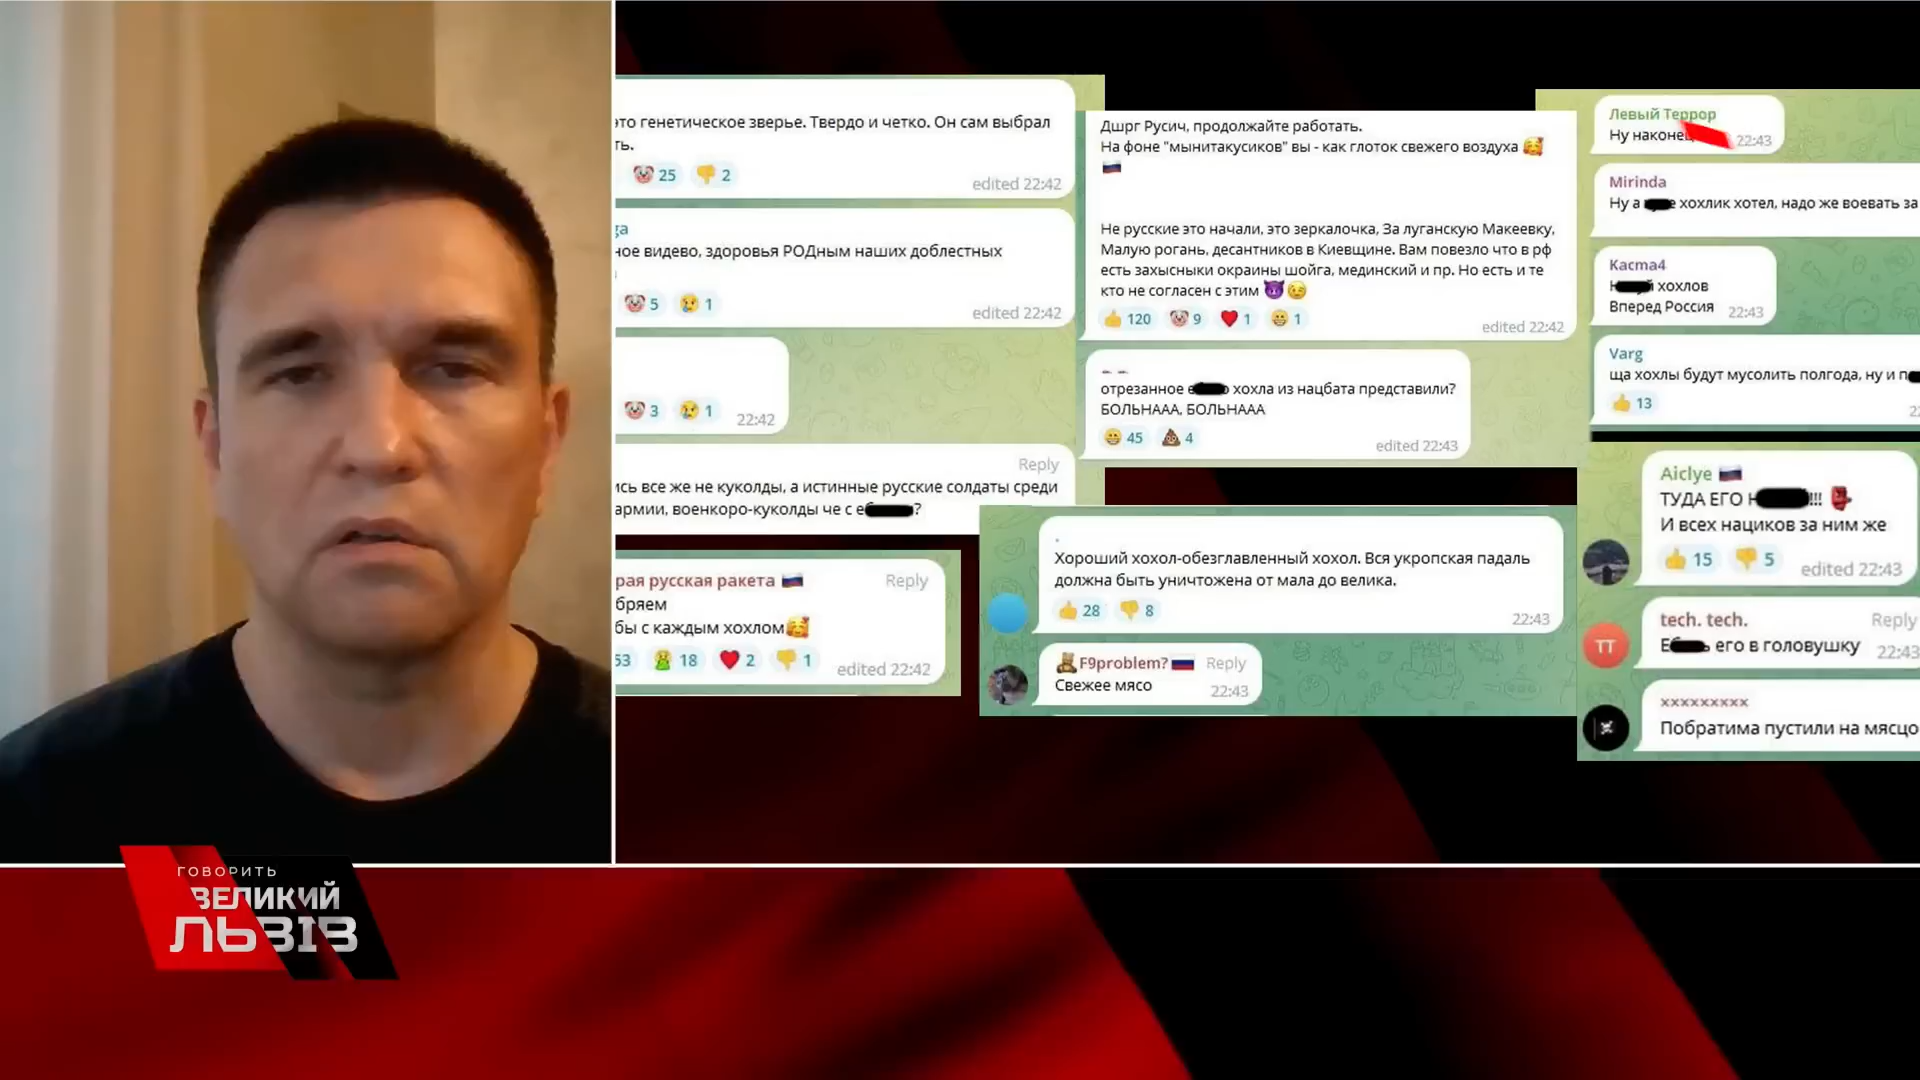 это генетическое зверье. Твердо и четко. Он сам выбрал
ть.
25
2
edited 22:42
ga
ное видево, здоровья РОДным наших доблестных
5
1
edited 22:42
3
1
22:42
Reply
ись все же не куколды, а истинные русские солдаты среди
армии, военкоро-куколды че с е ?
рая русская ракета
Reply
бряем
бы с каждым хохлом
53
18
2
1
edited 22:42
Дшрг Русич, продолжайте работать.
На фоне "мынитакусиков" вы - как глоток свежего воздуха
Не русские это начали, это зеркалочка, За луганскую Макеевку,
Малую рогань, десантников в Киевщине. Вам повезло что в рф
есть захысныки окраины шойга, мединский и пр. Но есть и те
кто не согласен с этим
120
9
1
1
edited 22:42
отрезанное е о хохла из нацбата представили?
БОЛЬНААА, БОЛЬНААА
45
4
edited 22:43
Хороший хохол-обезглавленный хохол. Вся укропская падаль
должна быть уничтожена от мала до велика.
28
8
22:43
F9problem?
Reply
Свежее мясо
22:43
Левый Террор
Ну наконец
22:43
Mirinda
Ну а е хохлик хотел, надо же воевать за
Kacma4
Н й хохлов
Вперед Россия
22:43
Varg
ща хохлы будут мусолить полгода, ну и п
13
22
Aiclye
ТУДА ЕГО Н !!!
И всех нациков за ним же
15
5
edited 22:43
TT
tech. tech.
Reply
Е ь его в головушку
22:43
xxxxxxxxx
Побратима пустили на мясцо
ГОВОРИТЬ
ВЕЛИКИЙ
ЛЬВІВ